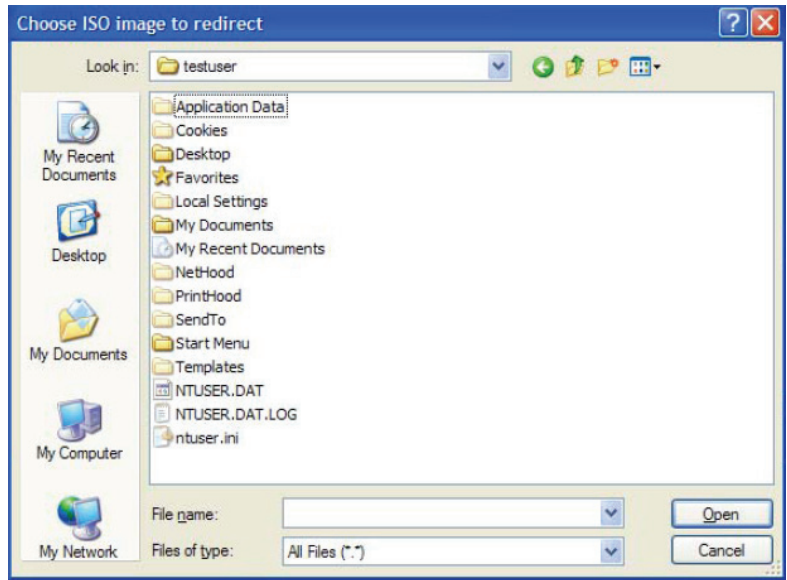 Choose ISO image to redirect
Look in:
testuser
My Recent
Documents
Desktop
My Documents
My Computer
My Network
Application Data
Cookies
Desktop
Favorites
Local Settings
My Documents
My Recent Documents
NetHood
PrintHood
SendTo
Start Menu
Templates
NTUSER.DAT
NTUSER.DAT.LOG
ntuser.ini
File name:
Open
Files of type:
All Files (*.*)
Cancel